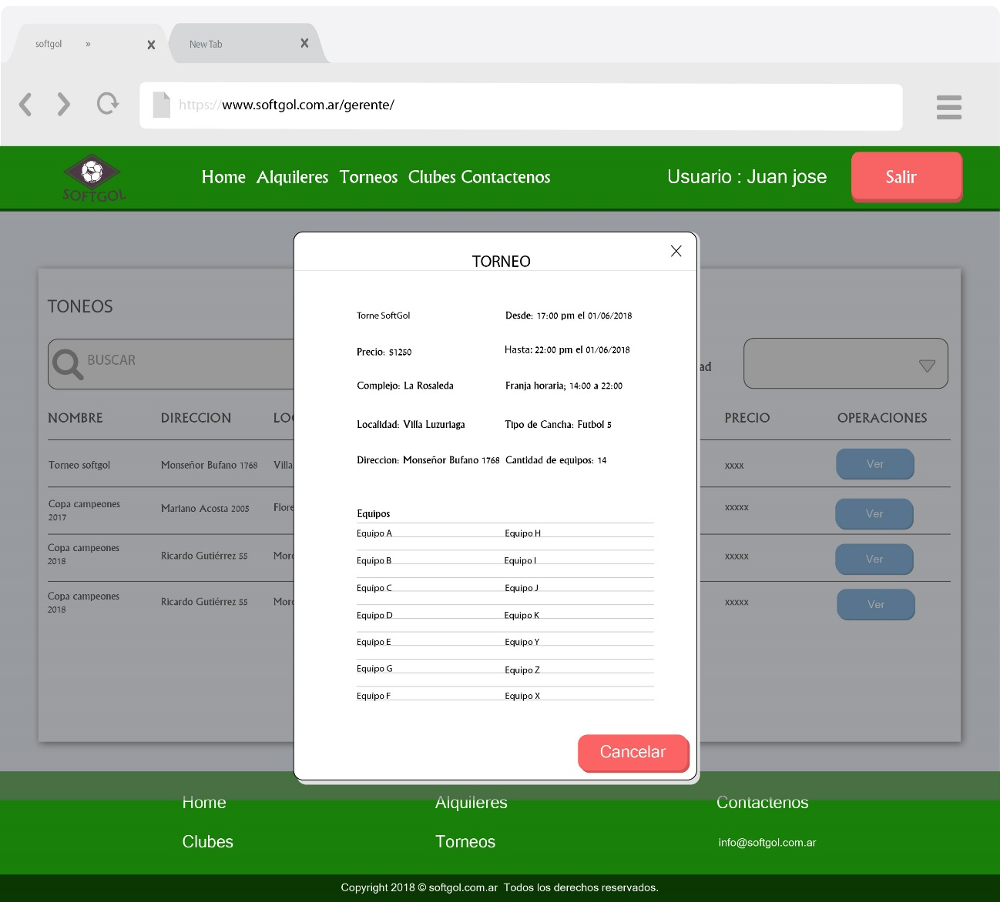 softgol »
New Tab
https://www.softgol.com.ar/gerente/
SOFTGOL
Home Alquileres Torneos Clubes Contactenos
Usuario : Juan jose
Salir
TORNEO
TONEOS
Torne SoftGol
Desde: 17:00 pm el 01/06/2018
Precio: $1250
Hasta: 22:00 pm el 01/06/2018
BUSCAR
ad
Complejo: La Rosaleda
Franja horaria; 14:00 a 22:00
NOMBRE DIRECCION LO PRECIO OPERACIONES
Localidad: Villa Luzuriaga
Tipo de Cancha: Futbol 5
Direccion: Monseñor Bufano 1768
Cantidad de equipos: 14
Torneo softgol Monseñor Bufano 1768 Villa xxxx Ver
Copa campeones
2017
Mariano Acosta 2005 Flore xxxxx Ver
Copa campeones
2018
Ricardo Gutiérrez 55 Moro xxxxx Ver
Copa campeones
2018
Ricardo Gutiérrez 55 Moro xxxxx Ver
Equipos
Equipo A Equipo H
Equipo B Equipo I
Equipo C Equipo J
Equipo D Equipo K
Equipo E Equipo Y
Equipo G Equipo Z
Equipo F Equipo X
Cancelar
Home Alquileres Contactenos
Clubes Torneos info@softgol.com.ar
Copyright 2018 © softgol.com.ar Todos los derechos reservados.